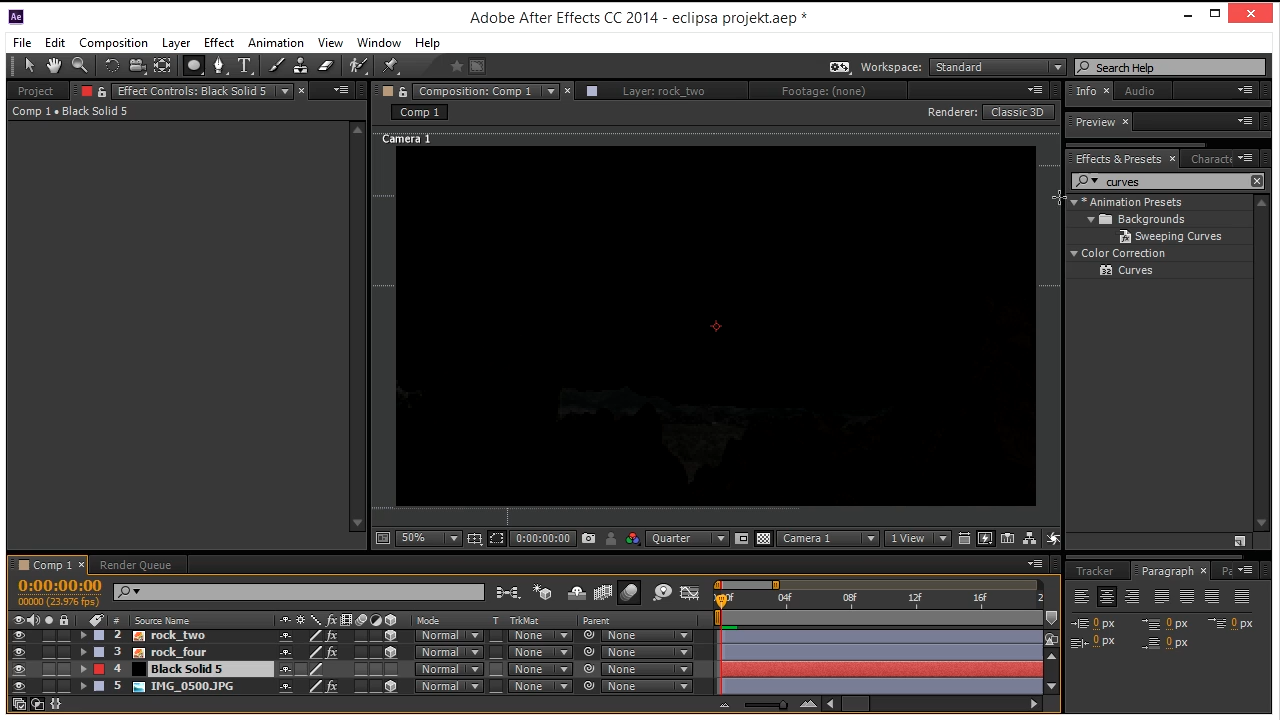 Ae
Adobe After Effects CC 2014 - eclipsa projekt.aep *
File Edit Composition Layer Effect Animation View Window Help
Workspace: Standard Search Help
Project Effect Controls: Black Solid 5 Composition: Comp 1 Layer: rock_two Footage: (none) Info Audio
Comp 1 • Black Solid 5 Comp 1 Renderer: Classic 3D
Preview
Camera 1
Effects & Presets
curves
* Animation Presets
Backgrounds
Sweeping Curves
Color Correction
32 Curves
50% 0:00:00:00 Quarter Camera 1 1 View
Comp 1 Render Queue Tracker Paragraph
0:00:00:00
00000 (23.976 fps)
04f 08f 12f 16f 2
# Source Name Mode T TrkMat Parent
2 rock_two fx Normal None None
3 rock_four fx Normal None None
4 Black Solid 5 Normal None None
5 IMG_0500.JPG fx Normal None None
0 px 0 px 0 px
0 px 0 px